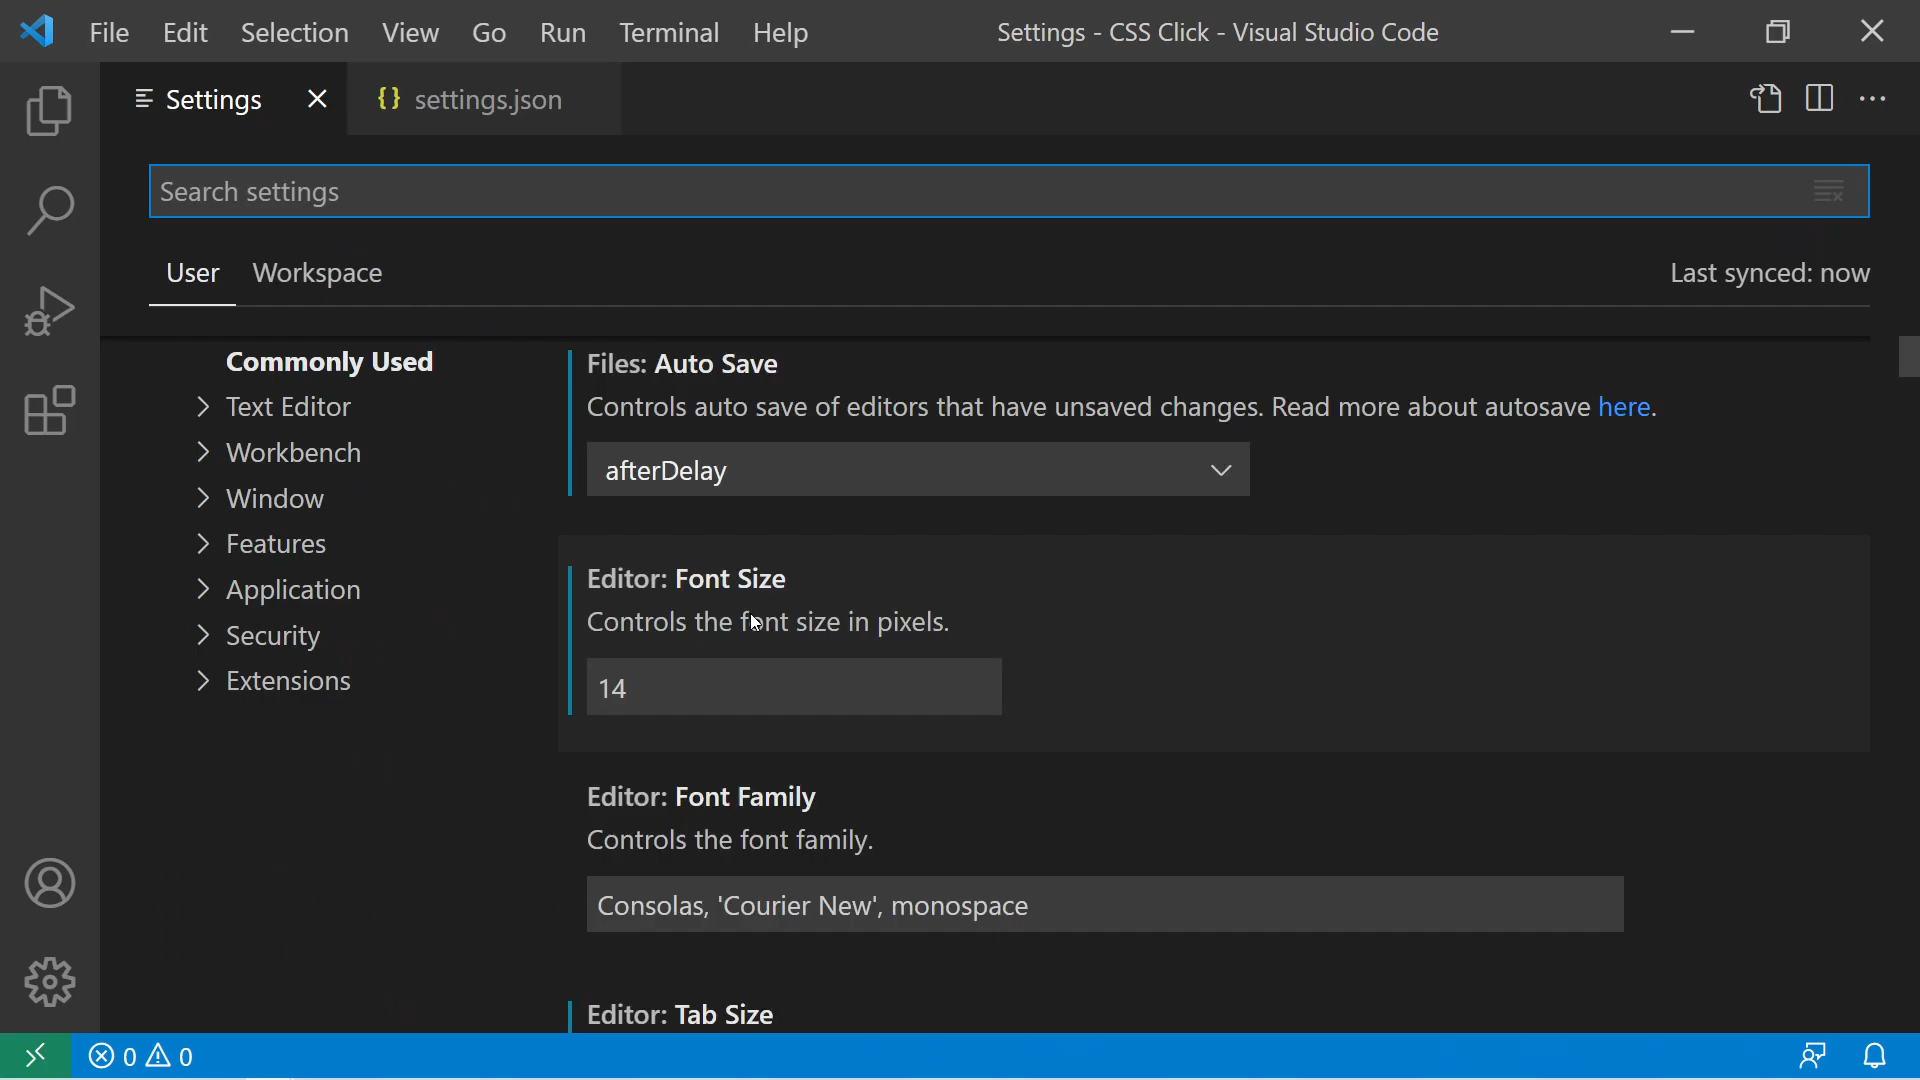 File Edit Selection View Go Run Terminal Help Settings - CSS Click - Visual Studio Code
Settings settings.json
Search settings
User Workspace Last synced: now
Commonly Used
Text Editor
Workbench
Window
Features
Application
Security
Extensions
Files: Auto Save
Controls auto save of editors that have unsaved changes. Read more about autosave here.
afterDelay
Editor: Font Size
Controls the font size in pixels.
14
Editor: Font Family
Controls the font family.
Consolas, 'Courier New', monospace
Editor: Tab Size
0 0